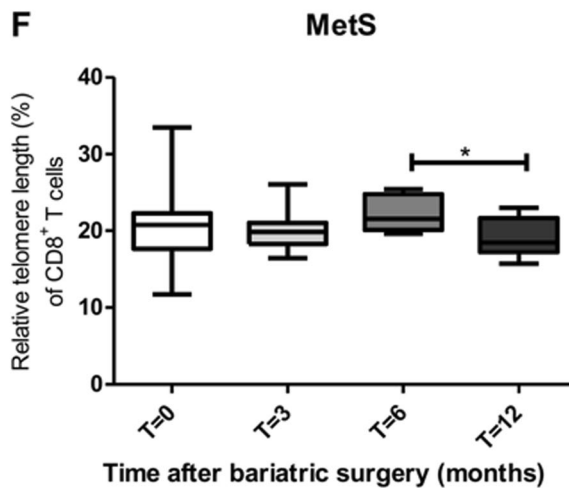 F
MetS
Relative telomere length (%)
of CD8⁺ T cells
40
30
20
10
0
*
T=0
T=3
T=6
T=12
Time after bariatric surgery (months)